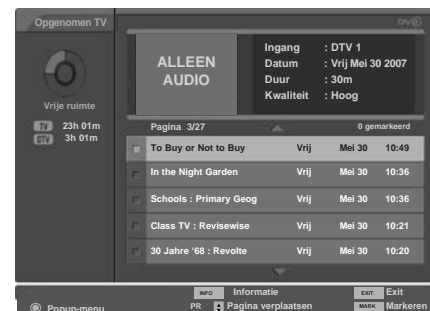 Opgenomen TV
DVR
Vrije ruimte
TV 23h 01m
DTV 3h 01m
ALLEEN
AUDIO
Ingang : DTV 1
Datum : Vrij Mei 30 2007
Duur : 30m
Kwaliteit : Hoog
Pagina 3/27 0 gemarkeerd
To Buy or Not to Buy Vrij Mei 30 10:49
In the Night Garden Vrij Mei 30 10:36
Schools : Primary Geog Vrij Mei 30 10:36
Class TV : Revisewise Vrij Mei 30 10:21
30 Jahre '68 : Revolte Vrij Mei 30 10:20
INFO Informatie EXIT Exit
Popup-menu PR Pagina verplaatsen MARK Markeren